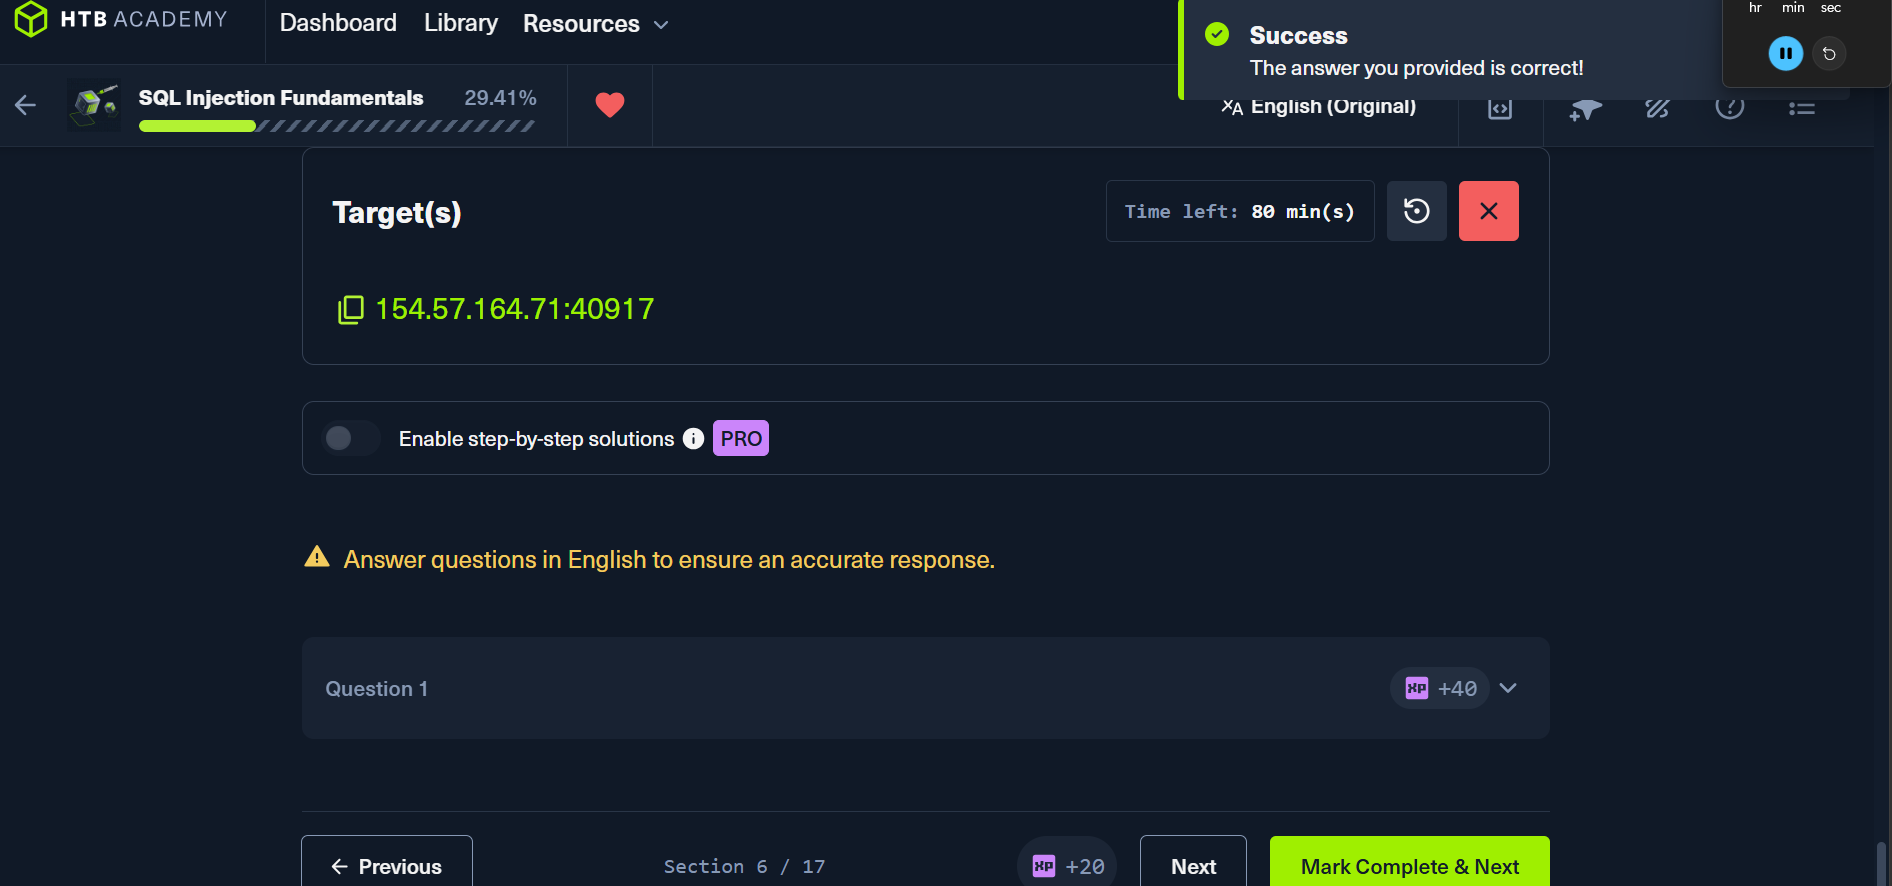 HTB ACADEMY
Dashboard Library Resources
Success
The answer you provided is correct!
hr min sec
SQL Injection Fundamentals 29.41%
English (Original)
Target(s)
Time left: 80 min(s)
154.57.164.71:40917
Enable step-by-step solutions PRO
Answer questions in English to ensure an accurate response.
Question 1
XP +40
Previous
Section 6 / 17
XP +20
Next
Mark Complete & Next